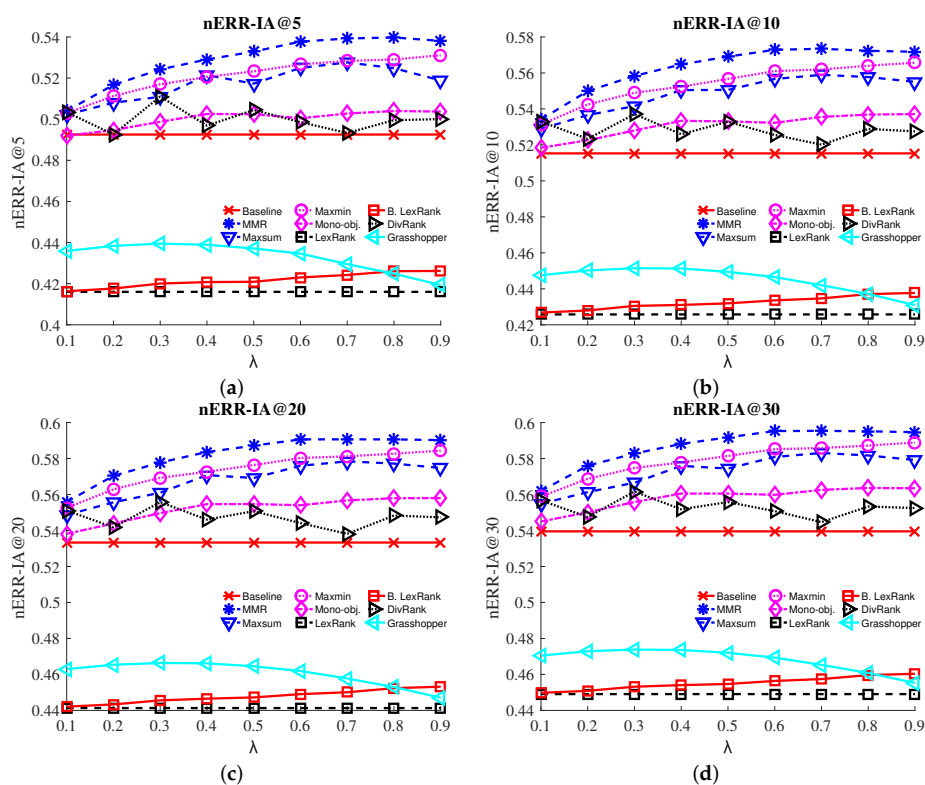 nERR-IA@5
nERR-IA@5
0.54
0.52
0.5
0.48
0.46
0.44
0.42
0.4
Baseline
MMR
Maxsum
Maxmin
Mono-obj.
LexRank
B. LexRank
DivRank
Grasshopper
0.1 0.2 0.3 0.4 0.5 0.6 0.7 0.8 0.9
λ
(a)
nERR-IA@10
nERR-IA@10
0.58
0.56
0.54
0.52
0.5
0.48
0.46
0.44
0.42
Baseline
MMR
Maxsum
Maxmin
Mono-obj.
LexRank
B. LexRank
DivRank
Grasshopper
0.1 0.2 0.3 0.4 0.5 0.6 0.7 0.8 0.9
λ
(b)
nERR-IA@20
nERR-IA@20
0.6
0.58
0.56
0.54
0.52
0.5
0.48
0.46
0.44
Baseline
MMR
Maxsum
Maxmin
Mono-obj.
LexRank
B. LexRank
DivRank
Grasshopper
0.1 0.2 0.3 0.4 0.5 0.6 0.7 0.8 0.9
λ
(c)
nERR-IA@30
nERR-IA@30
0.6
0.58
0.56
0.54
0.52
0.5
0.48
0.46
0.44
Baseline
MMR
Maxsum
Maxmin
Mono-obj.
LexRank
B. LexRank
DivRank
Grasshopper
0.1 0.2 0.3 0.4 0.5 0.6 0.7 0.8 0.9
λ
(d)